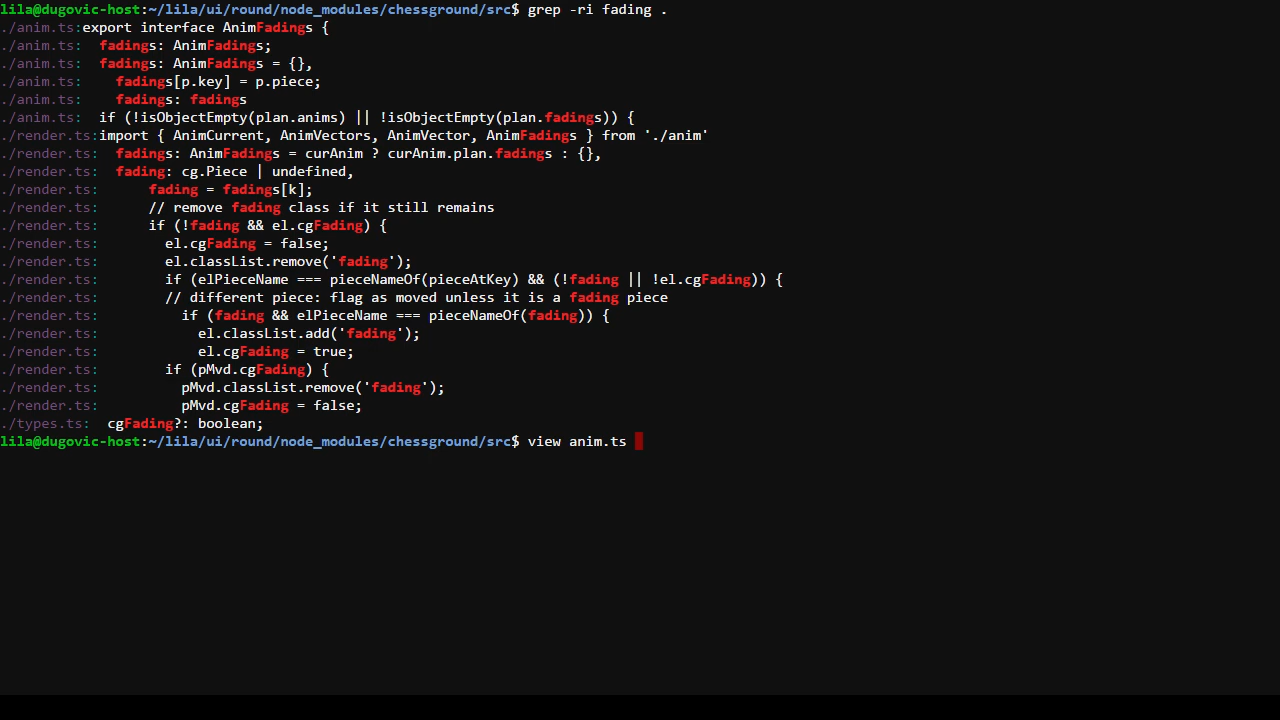 lila@dugovic-host:~/lila/ui/round/node_modules/chessground/src$ grep -ri fading .
./anim.ts:export interface AnimFadings {
./anim.ts:  fadings: AnimFadings;
./anim.ts:  fadings: AnimFadings = {},
./anim.ts:    fadings[p.key] = p.piece;
./anim.ts:    fadings: fadings
./anim.ts:  if (!isObjectEmpty(plan.anims) || !isObjectEmpty(plan.fadings)) {
./render.ts:import { AnimCurrent, AnimVectors, AnimVector, AnimFadings } from './anim'
./render.ts:  fadings: AnimFadings = curAnim ? curAnim.plan.fadings : {},
./render.ts:  fading: cg.Piece | undefined,
./render.ts:      fading = fadings[k];
./render.ts:      // remove fading class if it still remains
./render.ts:      if (!fading && el.cgFading) {
./render.ts:        el.cgFading = false;
./render.ts:        el.classList.remove('fading');
./render.ts:        if (elPieceName === pieceNameOf(pieceAtKey) && (!fading || !el.cgFading)) {
./render.ts:        // different piece: flag as moved unless it is a fading piece
./render.ts:          if (fading && elPieceName === pieceNameOf(fading)) {
./render.ts:            el.classList.add('fading');
./render.ts:            el.cgFading = true;
./render.ts:        if (pMvd.cgFading) {
./render.ts:          pMvd.classList.remove('fading');
./render.ts:          pMvd.cgFading = false;
./types.ts:  cgFading?: boolean;
lila@dugovic-host:~/lila/ui/round/node_modules/chessground/src$ view anim.ts